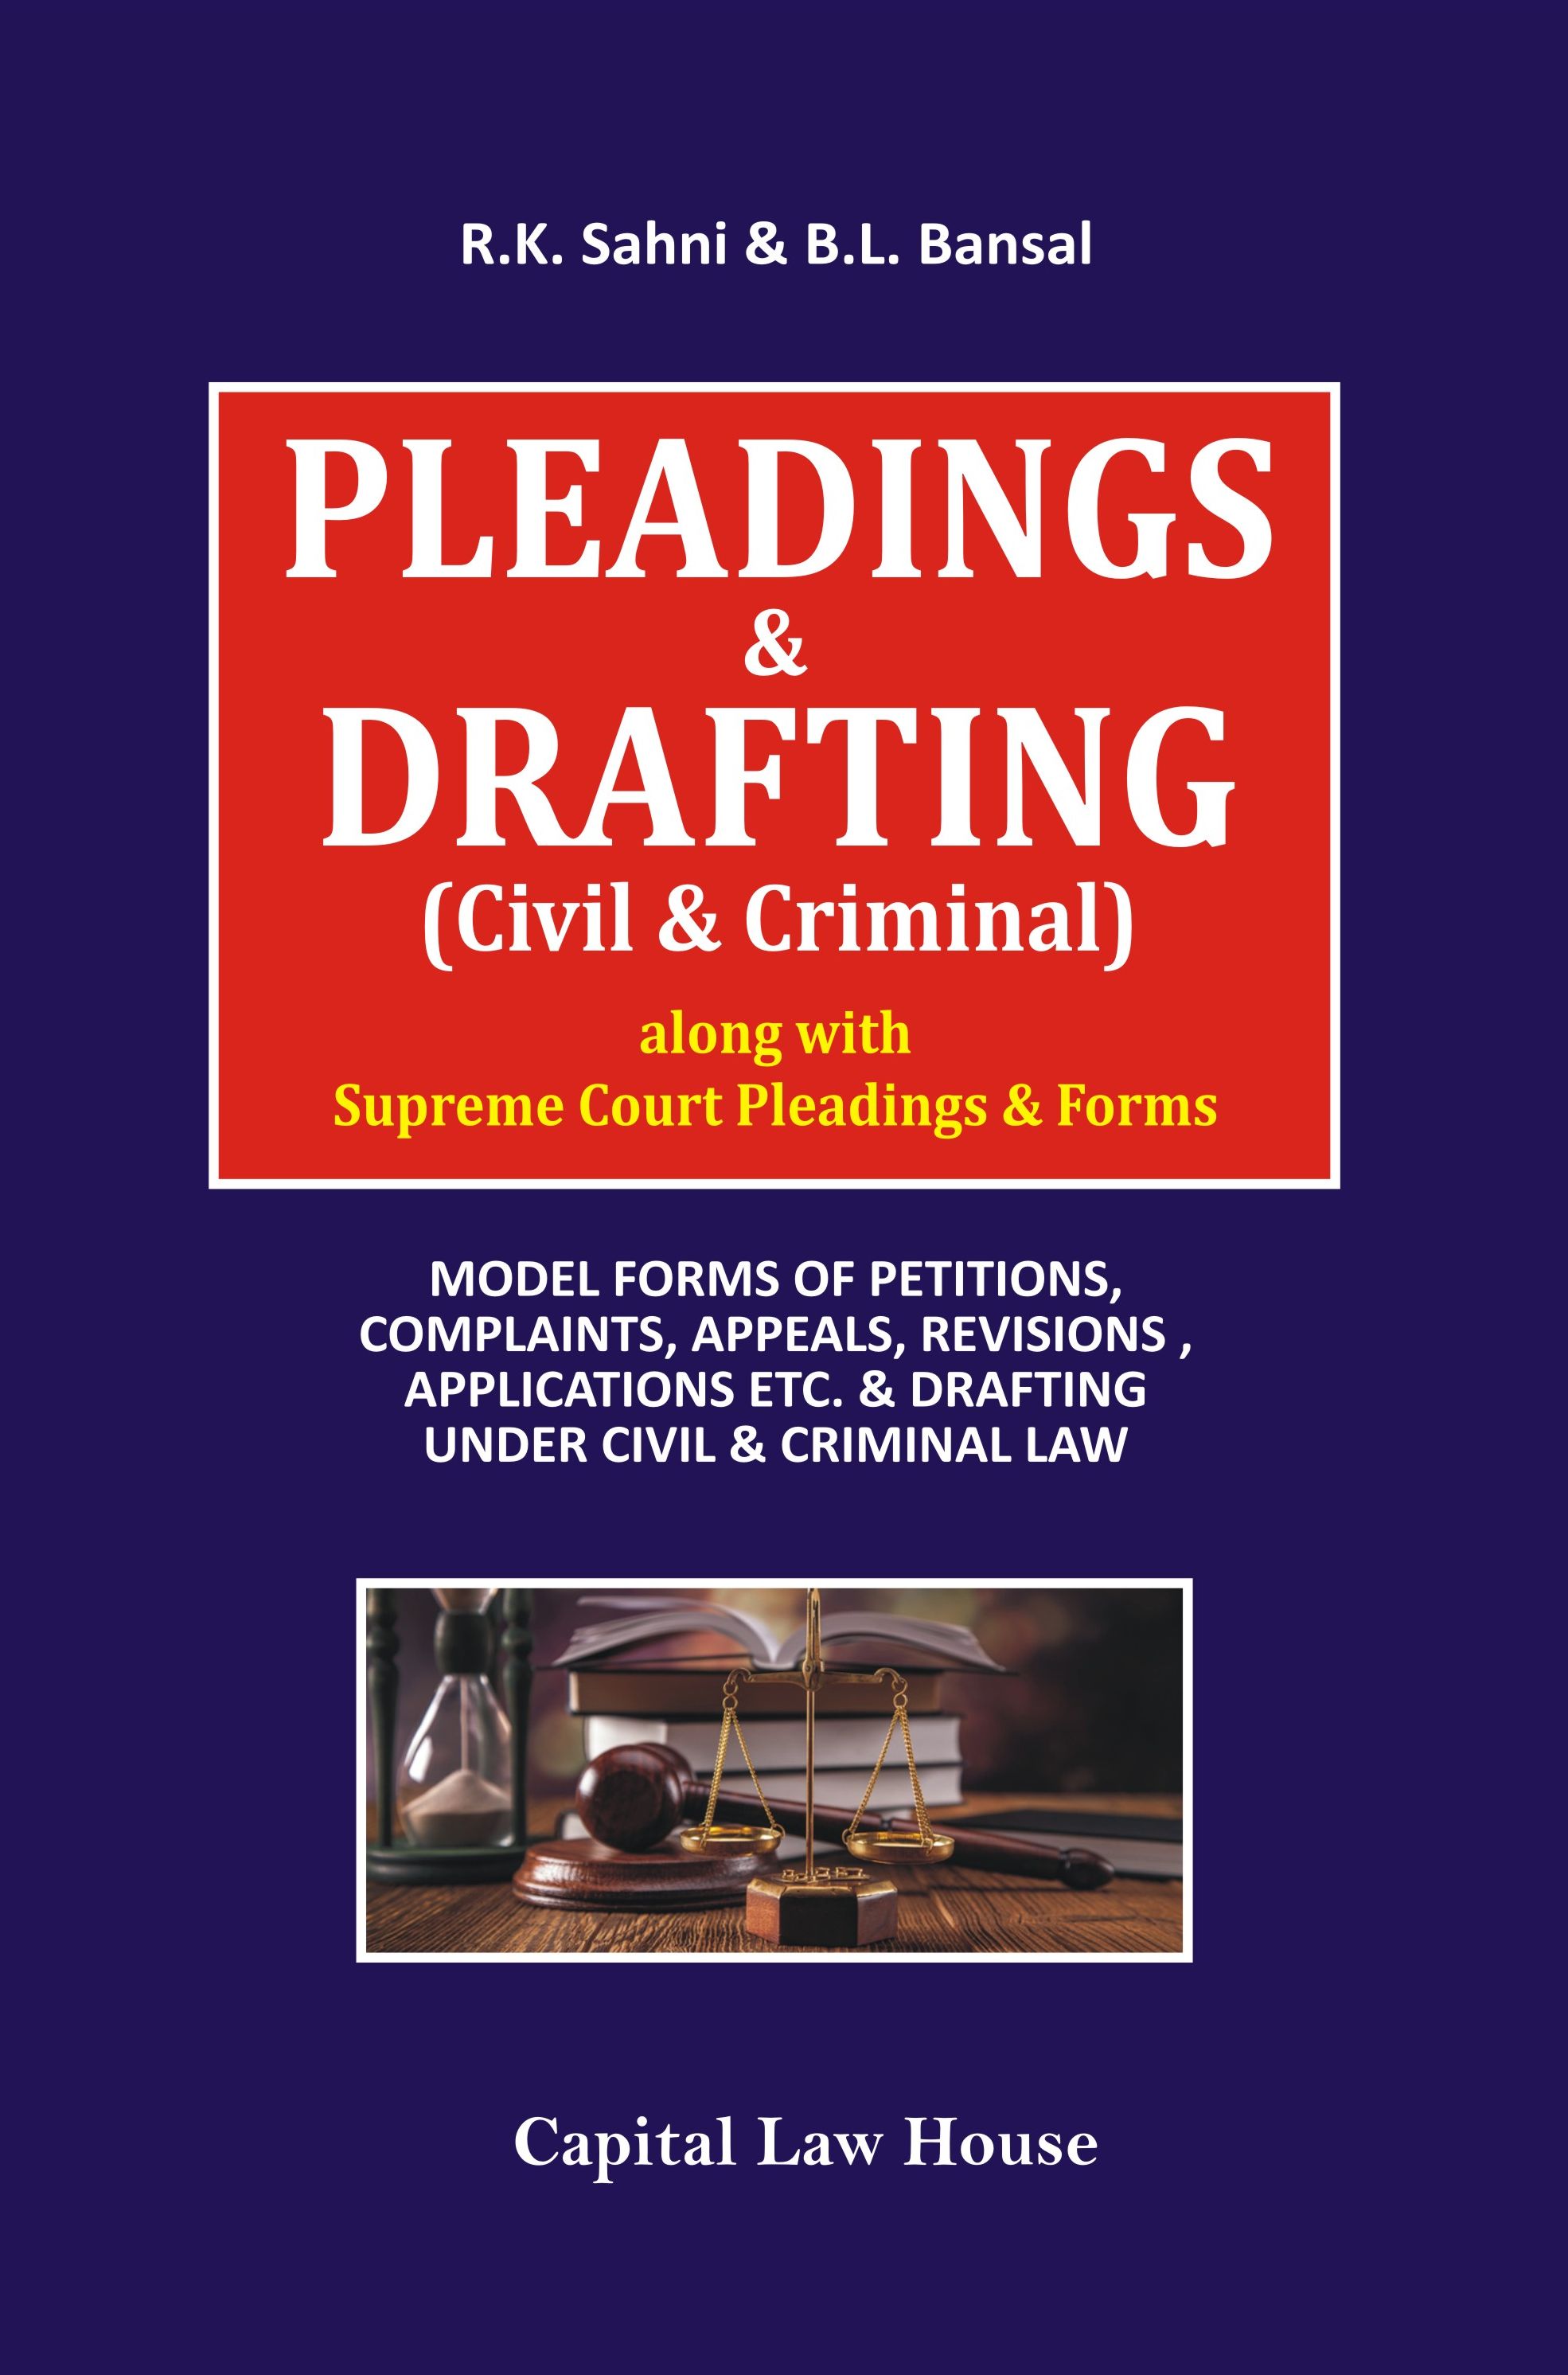 R.K. Sahni & B.L. Bansal
PLEADINGS
&
DRAFTING
(Civil & Criminal)
along with
Supreme Court Pleadings & Forms
MODEL FORMS OF PETITIONS,
COMPLAINTS, APPEALS, REVISIONS ,
APPLICATIONS ETC. & DRAFTING
UNDER CIVIL & CRIMINAL LAW
Capital Law House